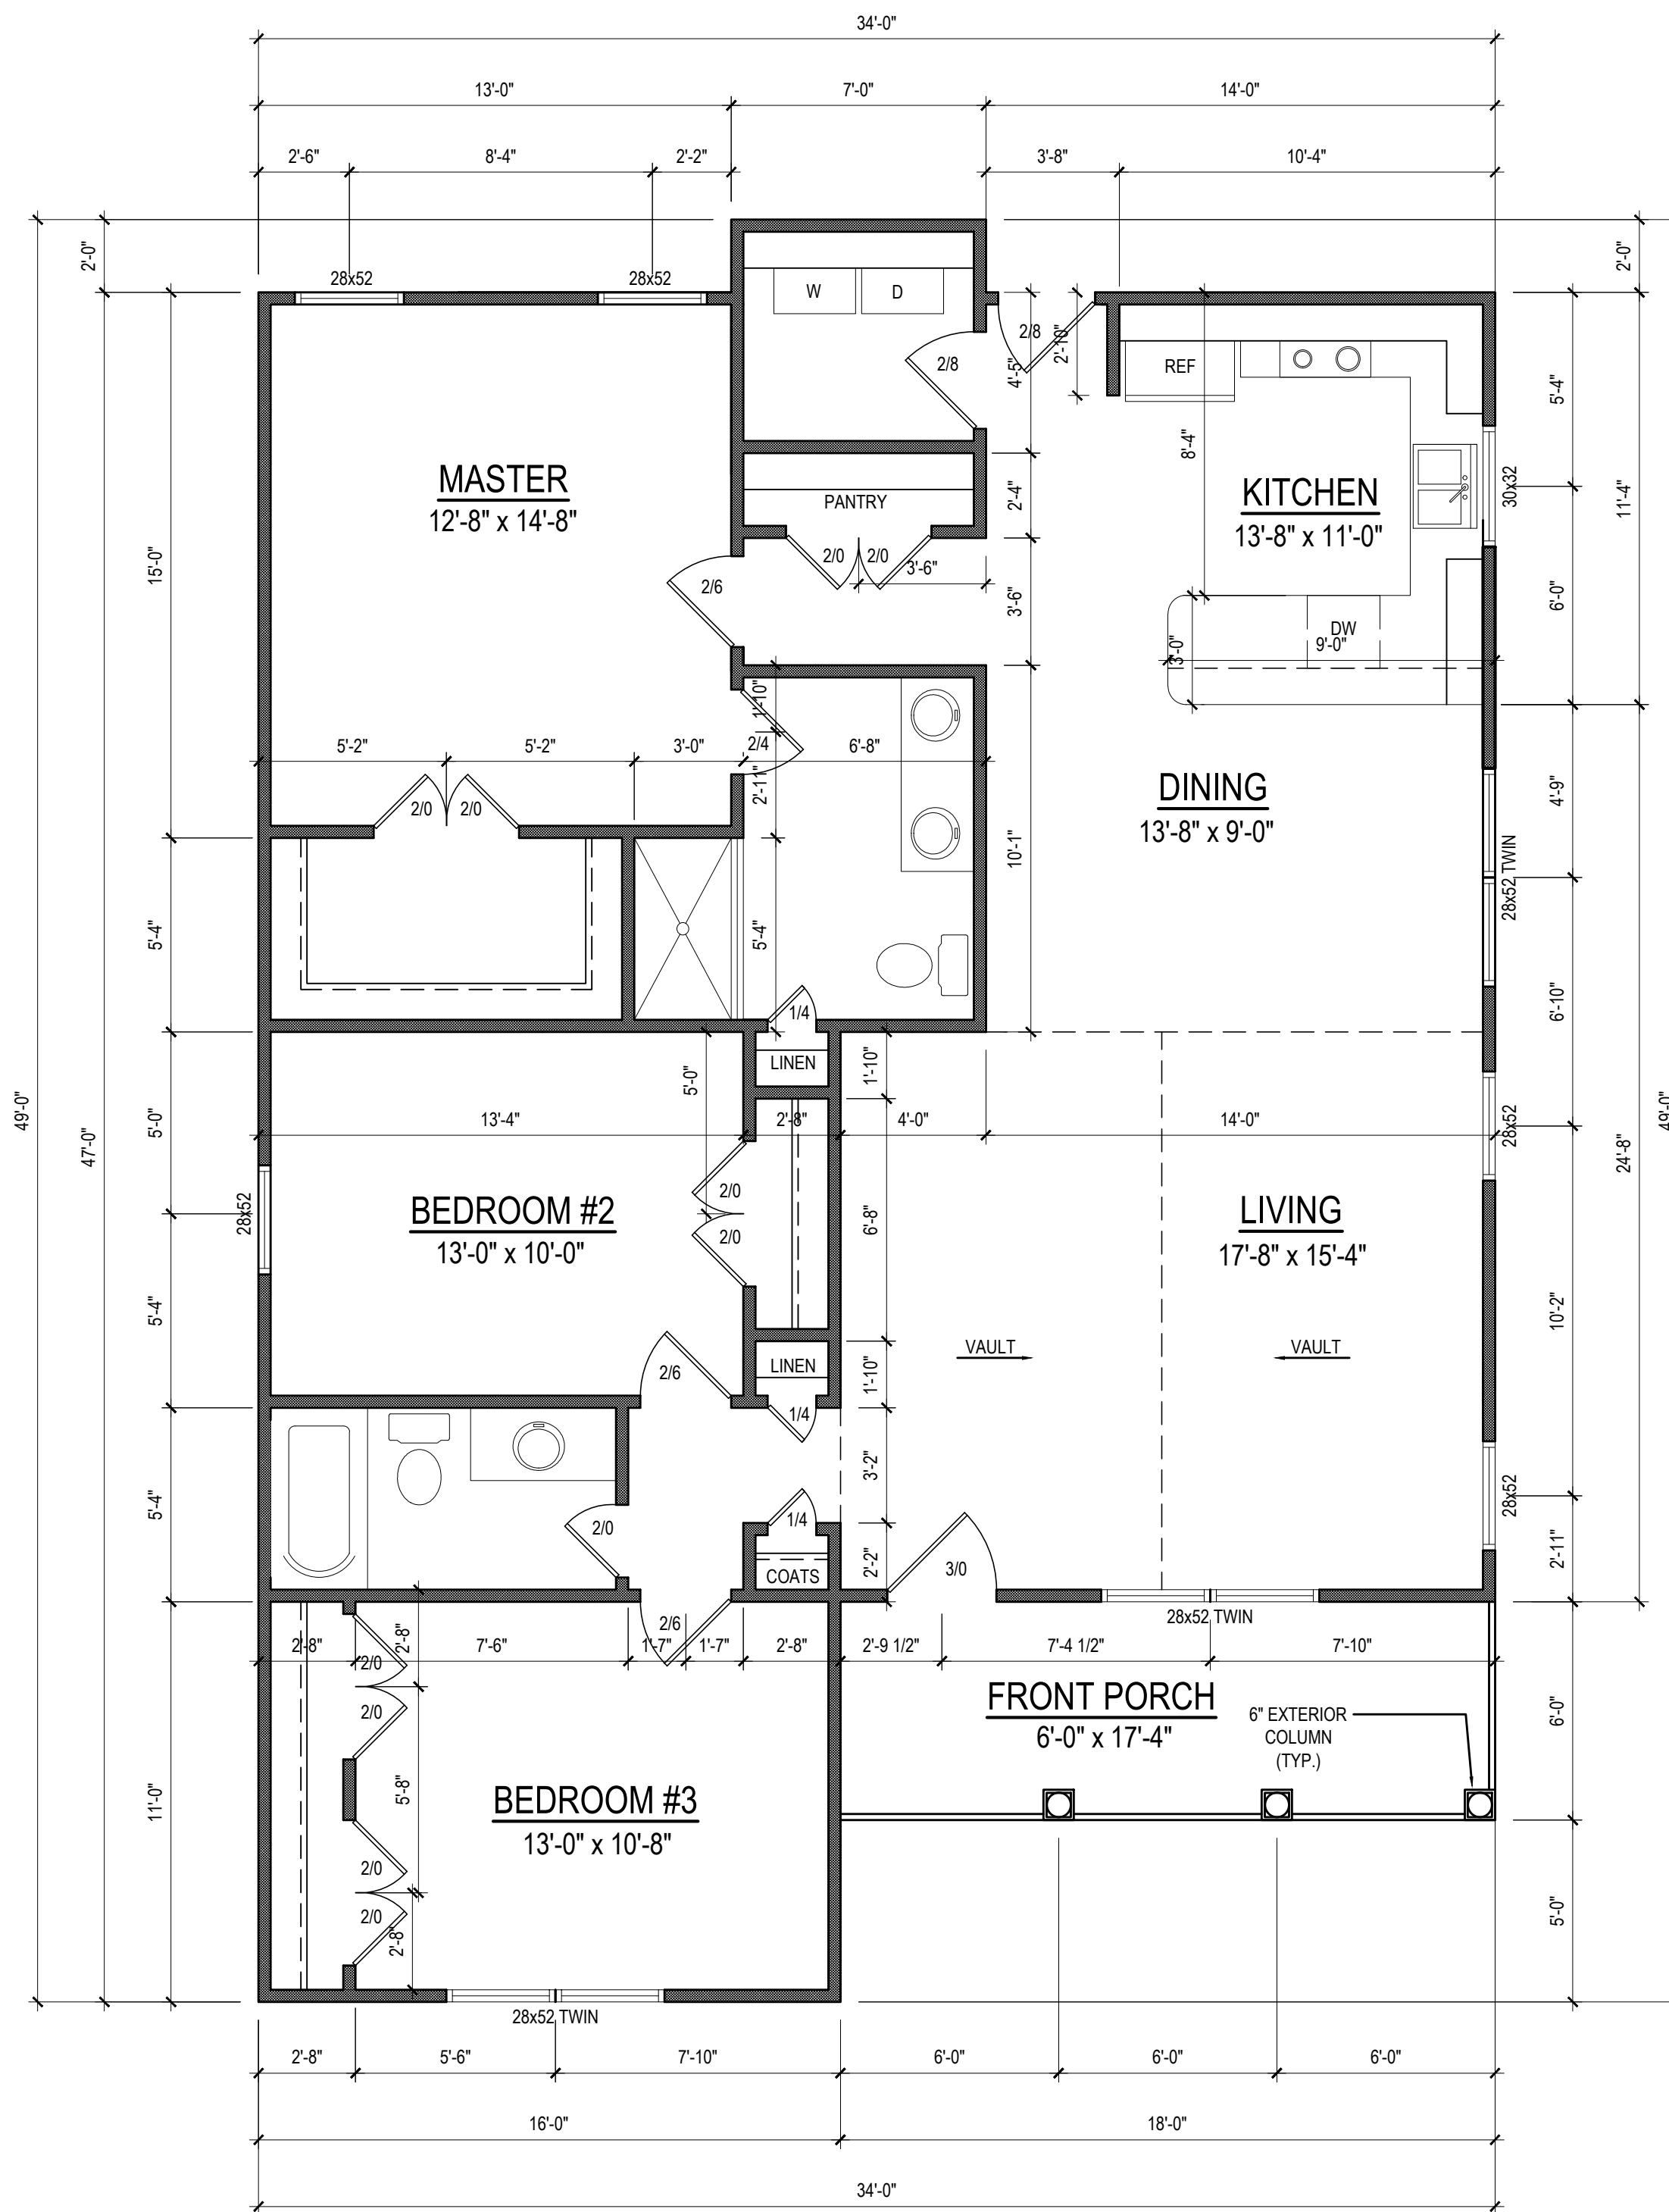 34'-0"
13'-0" 7'-0" 14'-0"
2'-6" 8'-4" 2'-2" 3'-8" 10'-4"
2'-0" 2'-0"
28x52 28x52
W D
2/8 2'-10"
2/8 4'-5"
REF
5'-4"
8'-4"
MASTER
12'-8" x 14'-8"
PANTRY
2'-4"
KITCHEN
13'-8" x 11'-0"
30x32
11'-4"
15'-0"
2/0 2/0
3'-6"
2/6
3'-6"
6'-0"
DW
9'-0"
3'-0"
1'-10"
5'-2" 5'-2" 3'-0" 2/4 6'-8"
2'-11"
2/0 2/0
DINING
13'-8" x 9'-0"
4'-9"
10'-1"
28x52 TWIN
5'-4" 5'-4"
6'-10"
1/4
LINEN
1'-10"
5'-0"
49'-0" 47'-0" 5'-0"
13'-4" 2'-8" 4'-0" 14'-0"
28x52
24'-8" 49'-0"
2/0
BEDROOM #2
13'-0" x 10'-0"
28x52
2/0
6'-8"
LIVING
17'-8" x 15'-4"
5'-4"
10'-2"
VAULT VAULT
LINEN
2/6
1'-10"
1/4
3'-2"
5'-4"
28x52
2/0
1/4
COATS
2'-2"
3/0
2'-11"
28x52 TWIN
2/6
2'-8" 7'-6" 1'-7" 1'-7" 2'-8" 2'-9 1/2" 7'-4 1/2" 7'-10"
2'-8"
2/0
2/0
FRONT PORCH
6'-0" x 17'-4"
6" EXTERIOR
COLUMN
(TYP.)
6'-0"
5'-8"
11'-0"
BEDROOM #3
13'-0" x 10'-8"
2/0
2/0
2'-8"
5'-0"
28x52 TWIN
2'-8" 5'-6" 7'-10" 6'-0" 6'-0" 6'-0"
16'-0" 18'-0"
34'-0"